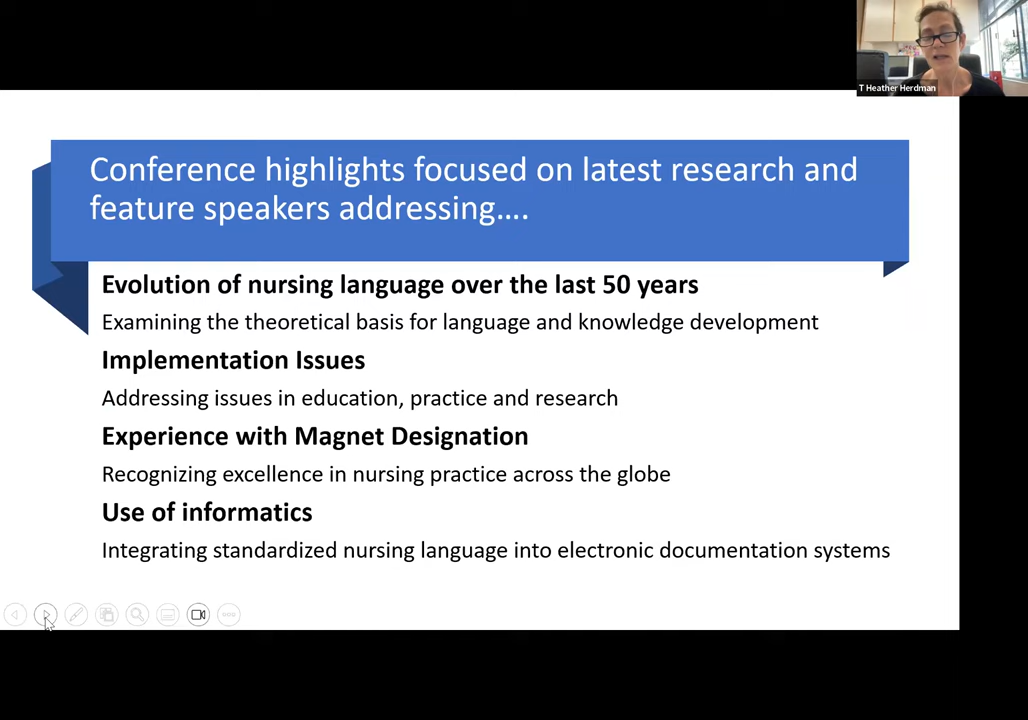 T Heather Herdman
Conference highlights focused on latest research and
feature speakers addressing....
Evolution of nursing language over the last 50 years
Examining the theoretical basis for language and knowledge development
Implementation Issues
Addressing issues in education, practice and research
Experience with Magnet Designation
Recognizing excellence in nursing practice across the globe
Use of informatics
Integrating standardized nursing language into electronic documentation systems